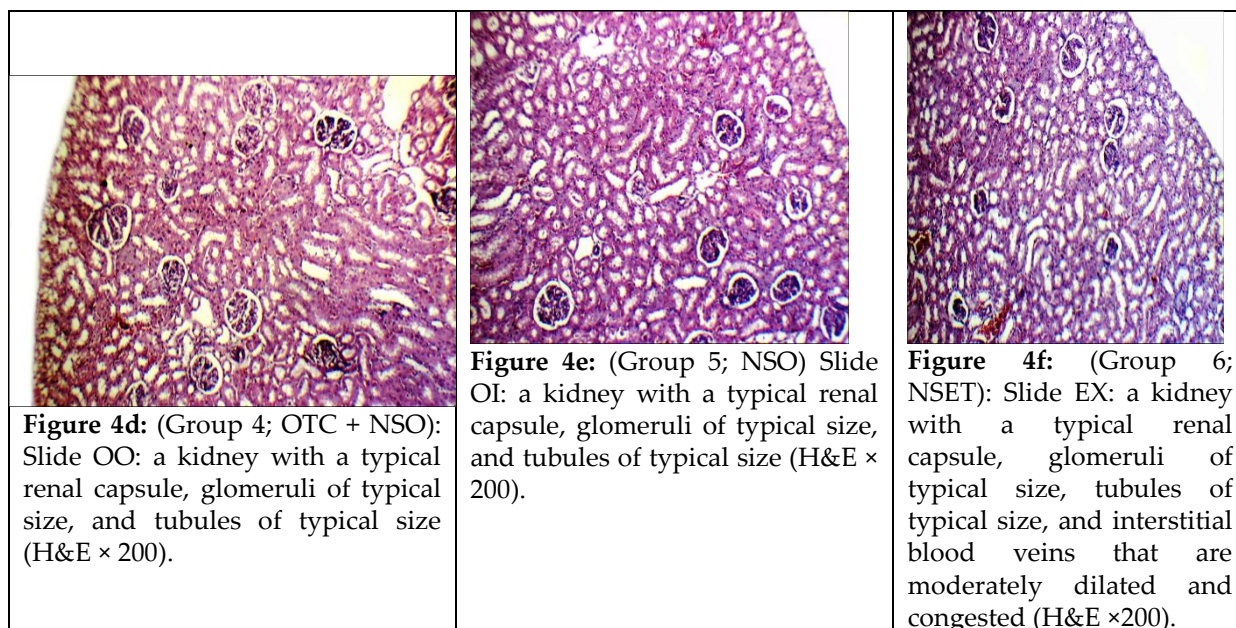 Figure 4d: (Group 4; OTC + NSO):
Slide OO: a kidney with a typical
renal capsule, glomeruli of typical
size, and tubules of typical size
(H&E × 200).
Figure 4e: (Group 5; NSO) Slide
OI: a kidney with a typical renal
capsule, glomeruli of typical size,
and tubules of typical size (H&E ×
200).
Figure 4f: (Group 6;
NSET): Slide EX: a kidney
with a typical renal
capsule, glomeruli of
typical size, tubules of
typical size, and interstitial
blood veins that are
moderately dilated and
congested (H&E ×200).